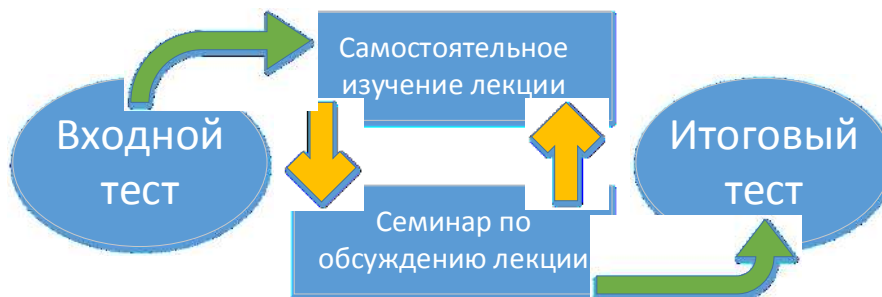 Входной
тест
Самостоятельное
изучение лекции
Семинар по
обсуждению лекции
Итоговый
тест